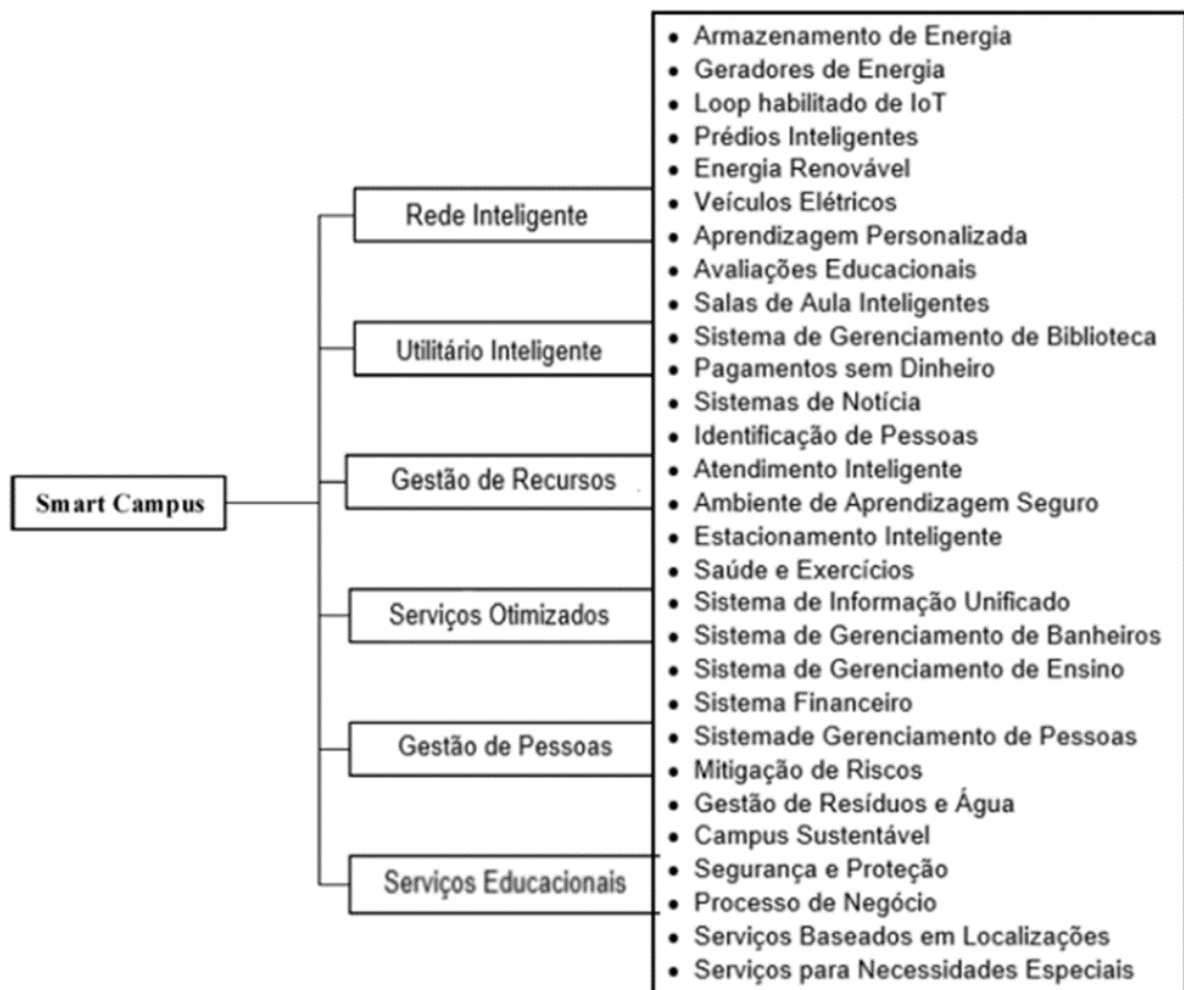 Smart Campus
Rede Inteligente
Utilitário Inteligente
Gestão de Recursos
Serviços Otimizados
Gestão de Pessoas
Serviços Educacionais
• Armazenamento de Energia
• Geradores de Energia
• Loop habilitado de IoT
• Prédios Inteligentes
• Energia Renovável
• Veículos Elétricos
• Aprendizagem Personalizada
• Avaliações Educacionais
• Salas de Aula Inteligentes
• Sistema de Gerenciamento de Biblioteca
• Pagamentos sem Dinheiro
• Sistemas de Notícia
• Identificação de Pessoas
• Atendimento Inteligente
• Ambiente de Aprendizagem Seguro
• Estacionamento Inteligente
• Saúde e Exercícios
• Sistema de Informação Unificado
• Sistema de Gerenciamento de Banheiros
• Sistema de Gerenciamento de Ensino
• Sistema Financeiro
• Sistemade Gerenciamento de Pessoas
• Mitigação de Riscos
• Gestão de Resíduos e Água
• Campus Sustentável
• Segurança e Proteção
• Processo de Negócio
• Serviços Baseados em Localizações
• Serviços para Necessidades Especiais